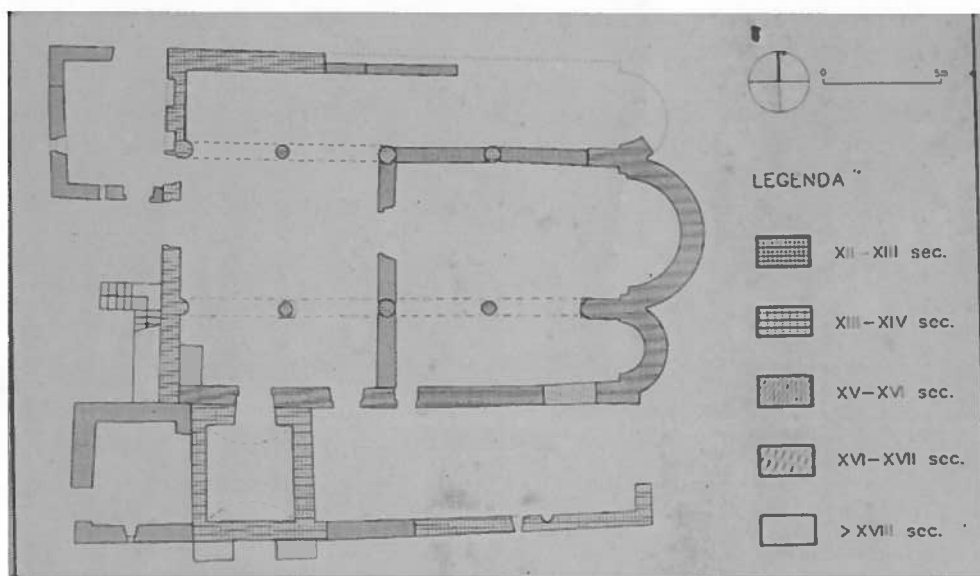 0 5m
LEGENDA
XII-XIII sec.
XIII-XIV sec.
XV-XVI sec.
XVI-XVII sec.
>XVIII sec.